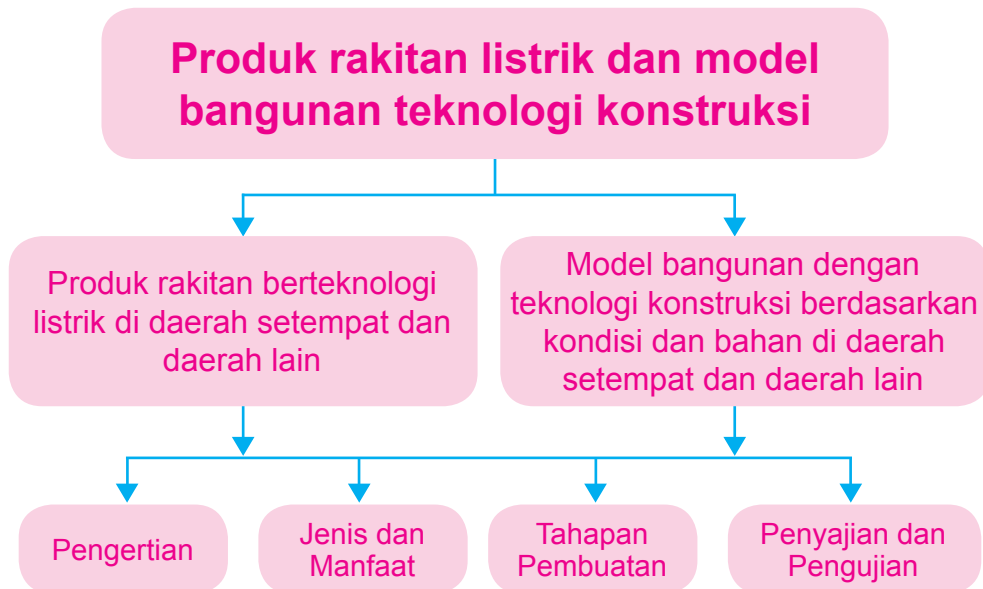 Produk rakitan listrik dan model
bangunan teknologi konstruksi
Produk rakitan berteknologi
listrik di daerah setempat dan
daerah lain
Model bangunan dengan
teknologi konstruksi berdasarkan
kondisi dan bahan di daerah
setempat dan daerah lain
Pengertian
Jenis dan
Manfaat
Tahapan
Pembuatan
Penyajian dan
Pengujian